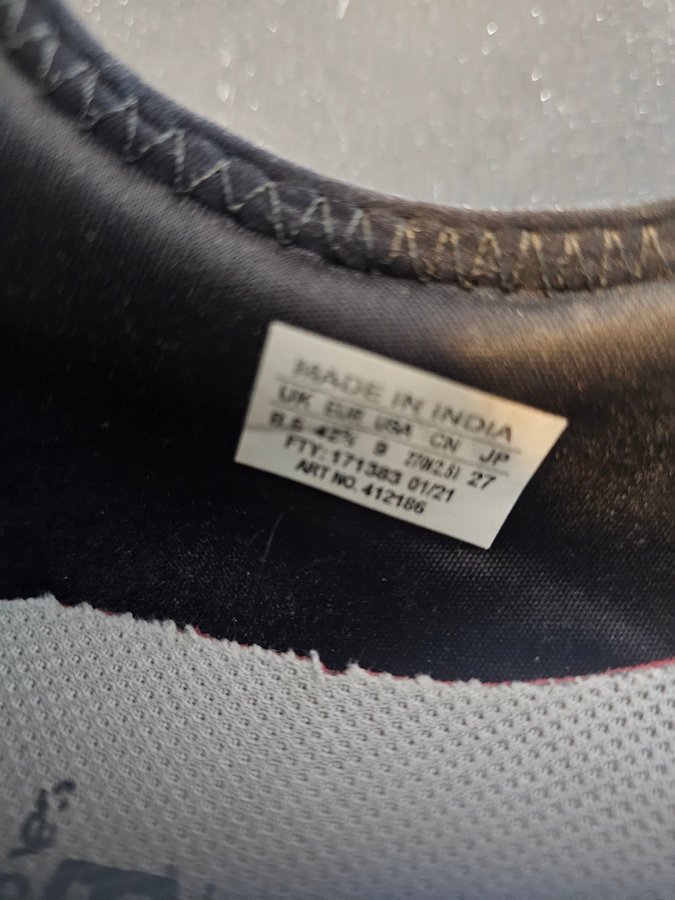 MADE IN INDIA
UK EUR USA CN JP
8.5 42⅔ 9 270(2.5) 27
FTY: 171383 01/21
ART NO. 412186